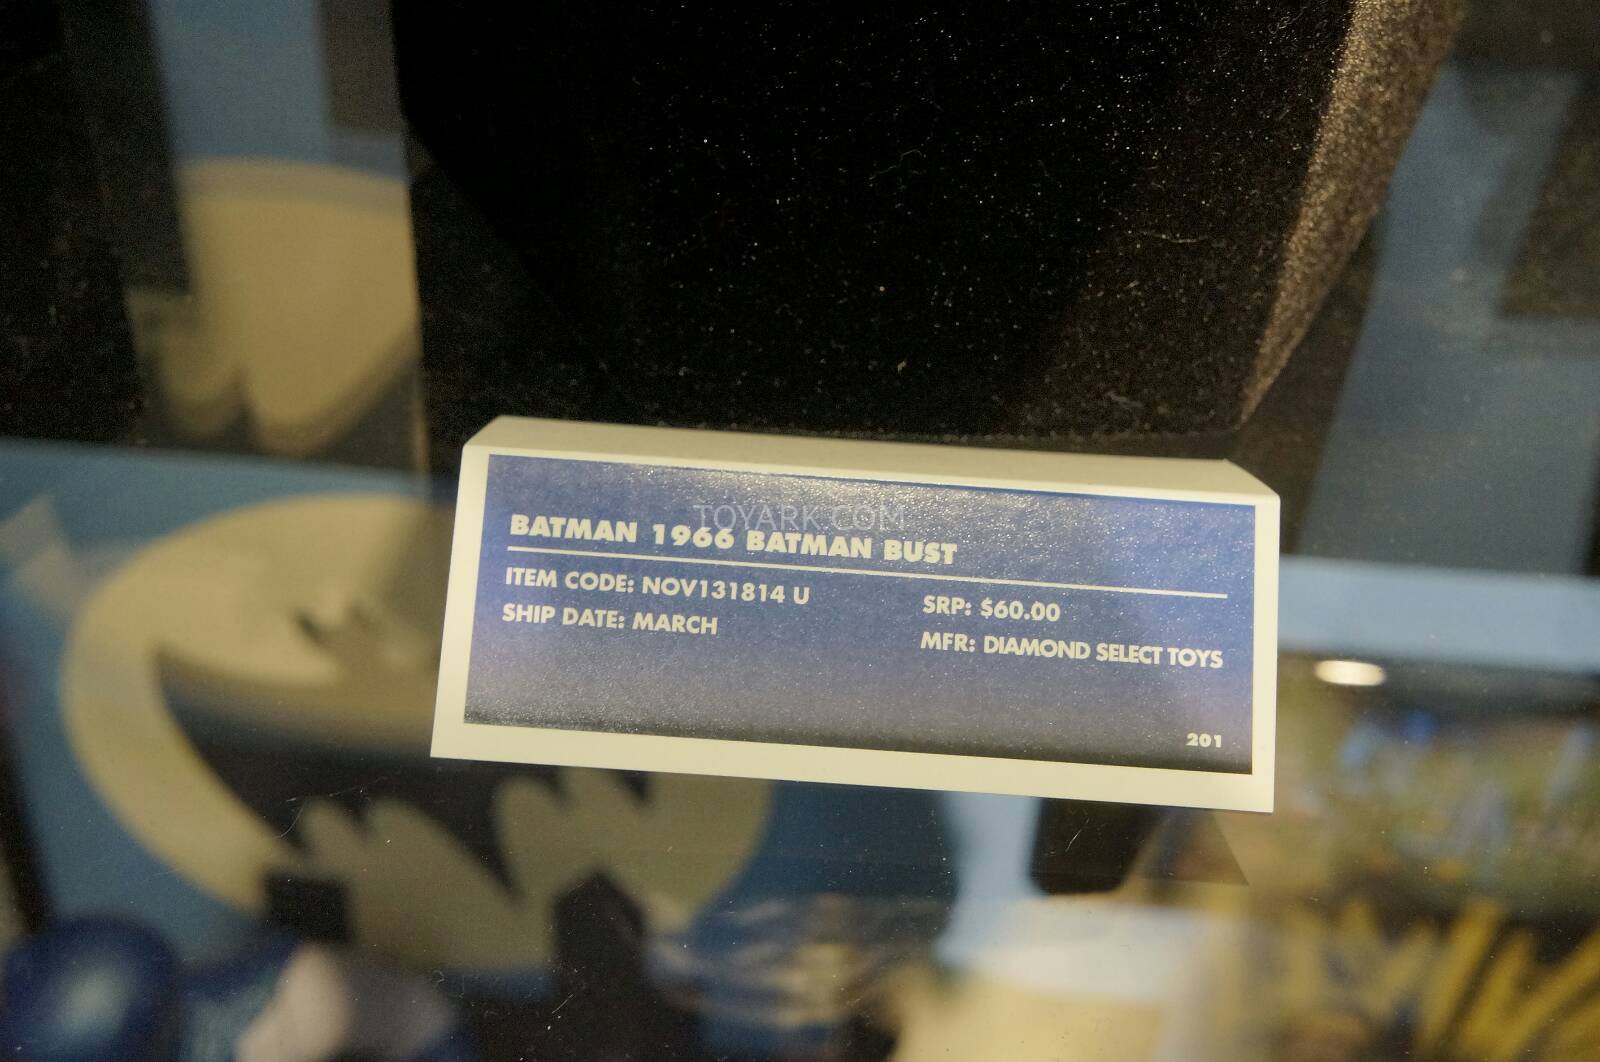 TOYARK.COM
BATMAN 1966 BATMAN BUST
ITEM CODE: NOV131814 U
SHIP DATE: MARCH
SRP: $60.00
MFR: DIAMOND SELECT TOYS
201